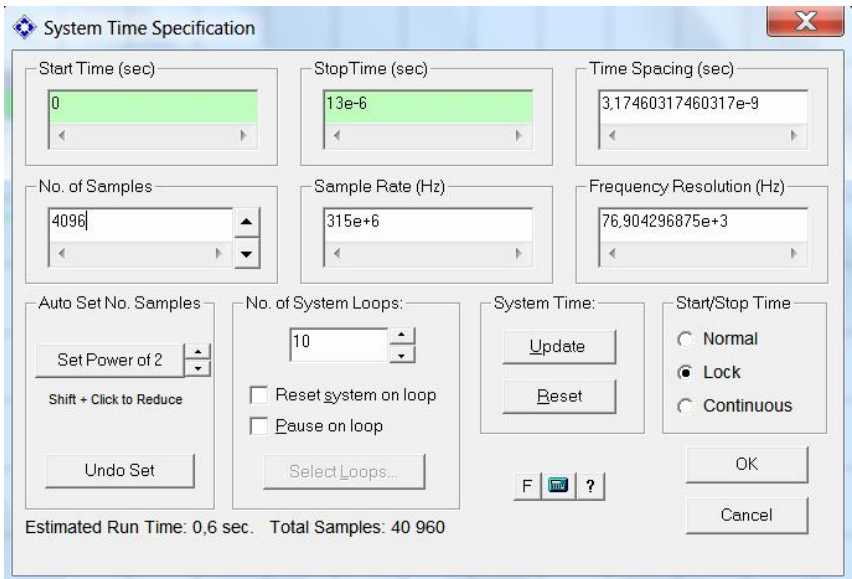 System Time Specification
Start Time (sec)
StopTime (sec)
Time Spacing (sec)
0
13e-6
3,17460317460317e-9
No. of Samples
Sample Rate (Hz)
Frequency Resolution (Hz)
4096
315e+6
76,904296875e+3
Auto Set No. Samples
No. of System Loops:
System Time:
Start/Stop Time
Set Power of 2
10
Update
Normal
Shift + Click to Reduce
Reset system on loop
Reset
Lock
Pause on loop
Continuous
Undo Set
Select Loops...
F
?
OK
Cancel
Estimated Run Time: 0,6 sec. Total Samples: 40 960